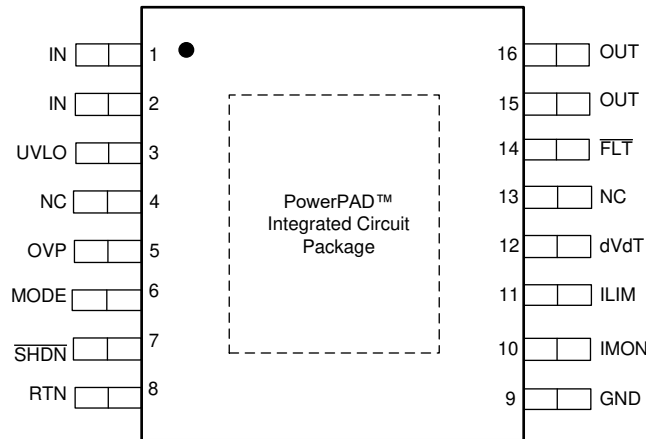 IN 1 16 OUT
IN 2 15 OUT
UVLO 3 14 FLT
NC 4 13 NC
PowerPAD™
Integrated Circuit
Package
OVP 5 12 dVdT
MODE 6 11 ILIM
SHDN 7 10 IMON
RTN 8 9 GND